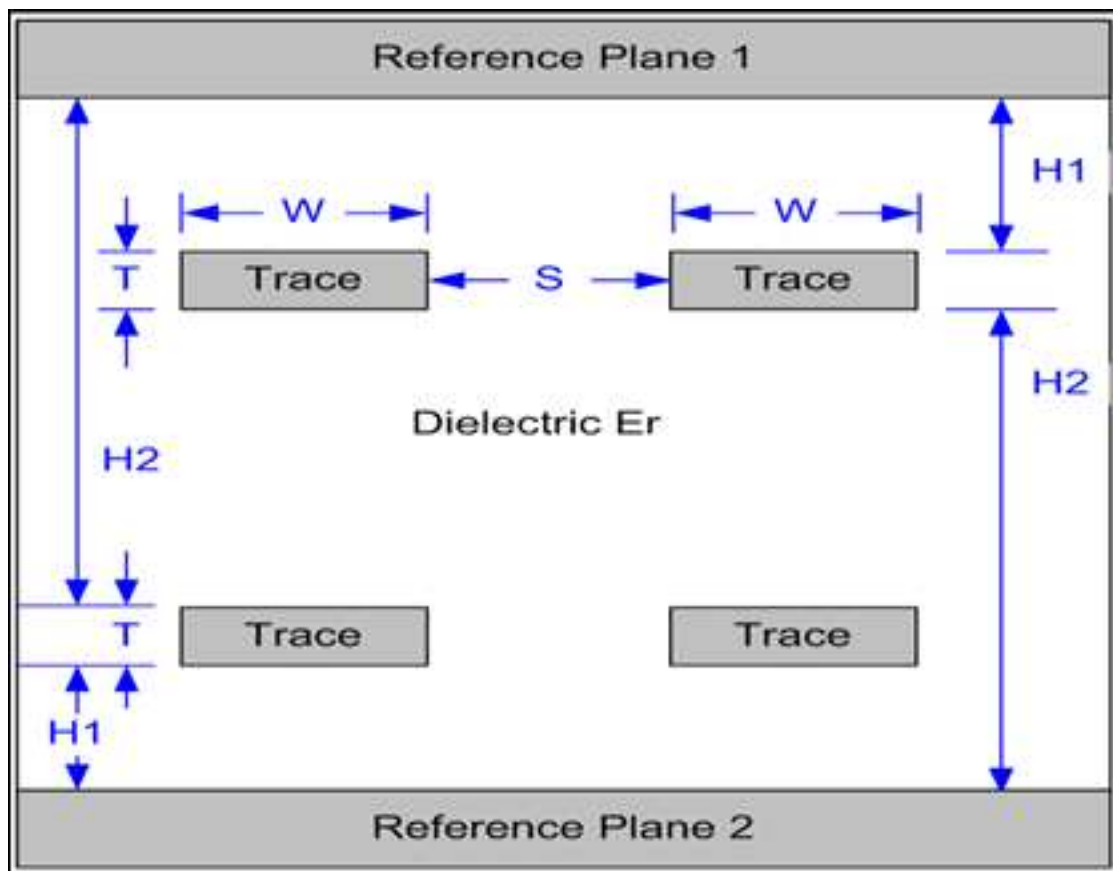 Reference Plane 1
H1
W W
T Trace S Trace
H2
Dielectric Er
H2
T Trace Trace
H1
Reference Plane 2